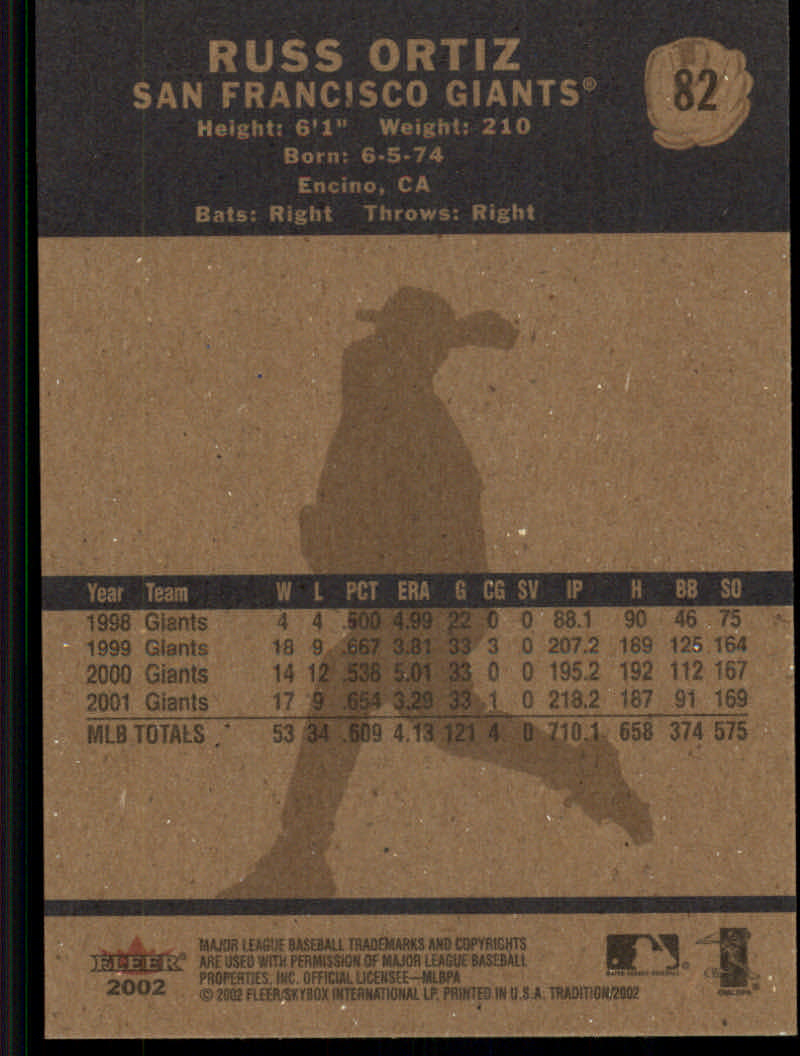 RUSS ORTIZ
82
SAN FRANCISCO GIANTS®
Height: 6'1" Weight: 210
Born: 6-5-74
Encino, CA
Bats: Right Throws: Right
Year Team W L PCT ERA G CG SV IP H BB SO
1998 Giants 4 4 .500 4.99 22 0 0 88.1 90 46 75
1999 Giants 18 9 .667 3.81 33 3 0 207.2 189 125 164
2000 Giants 14 12 .538 5.01 33 0 0 195.2 192 112 167
2001 Giants 17 9 .654 3.29 33 1 0 218.2 187 91 169
MLB TOTALS 53 34 .609 4.13 121 4 0 710.1 658 374 575
FLEER®
2002
MAJOR LEAGUE BASEBALL TRADEMARKS AND COPYRIGHTS
ARE USED WITH PERMISSION OF MAJOR LEAGUE BASEBALL
PROPERTIES, INC. OFFICIAL LICENSEE—MLBPA
© 2002 FLEER/SKYBOX INTERNATIONAL LP. PRINTED IN U.S.A. TRADITION/2002